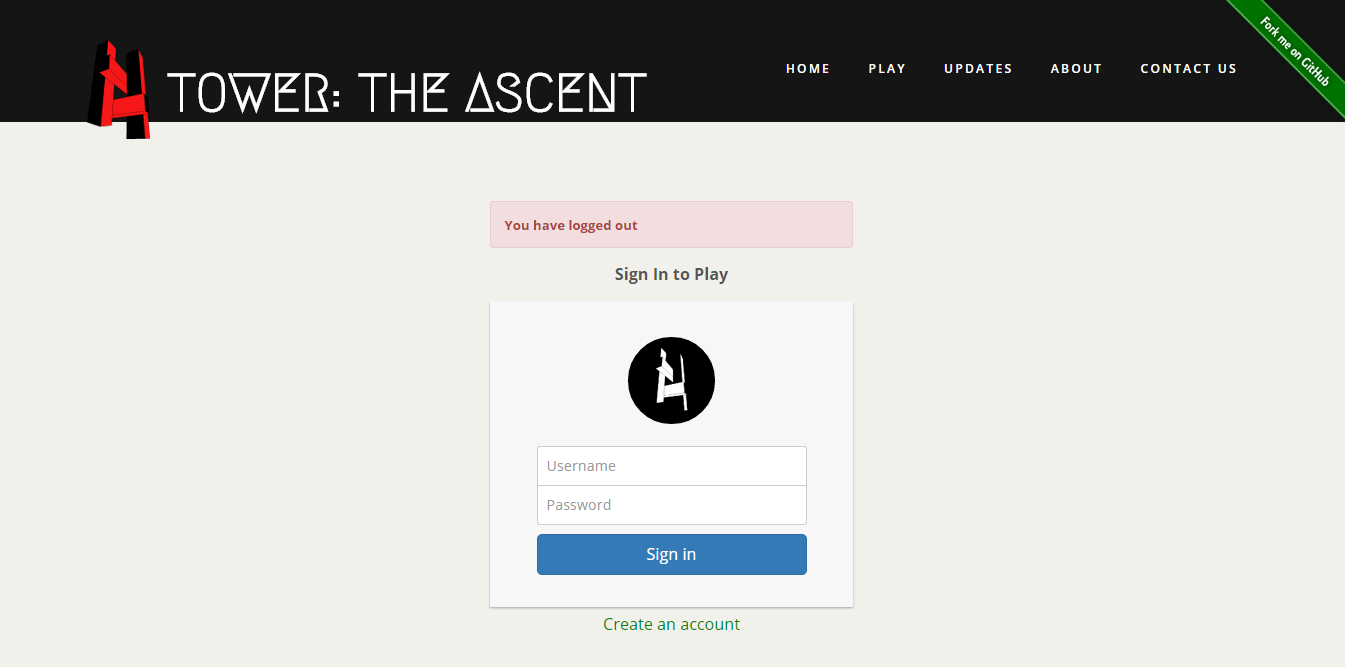 TOWER: THE ASCENT
HOME PLAY UPDATES ABOUT CONTACT US
Fork me on GitHub
You have logged out
Sign In to Play
Username
Password
Sign in
Create an account